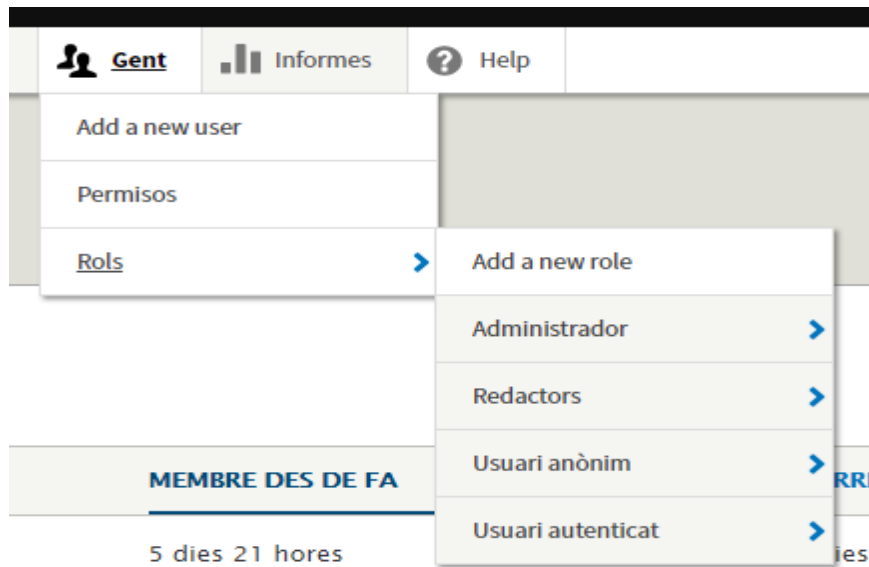 Gent Informes Help
Add a new user
Permisos
Rols
Add a new role
Administrador
Redactors
Usuari anònim
Usuari autenticat
MEMBRE DES DE FA
5 dies 21 hores